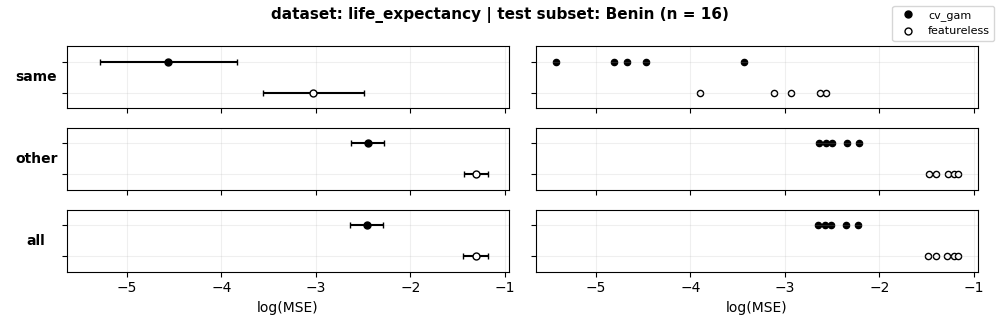 dataset: life_expectancy | test subset: Benin (n = 16)
cv_gam
featureless
same
other
all
−5 −4 −3 −2 −1
−5 −4 −3 −2 −1
log(MSE)
log(MSE)